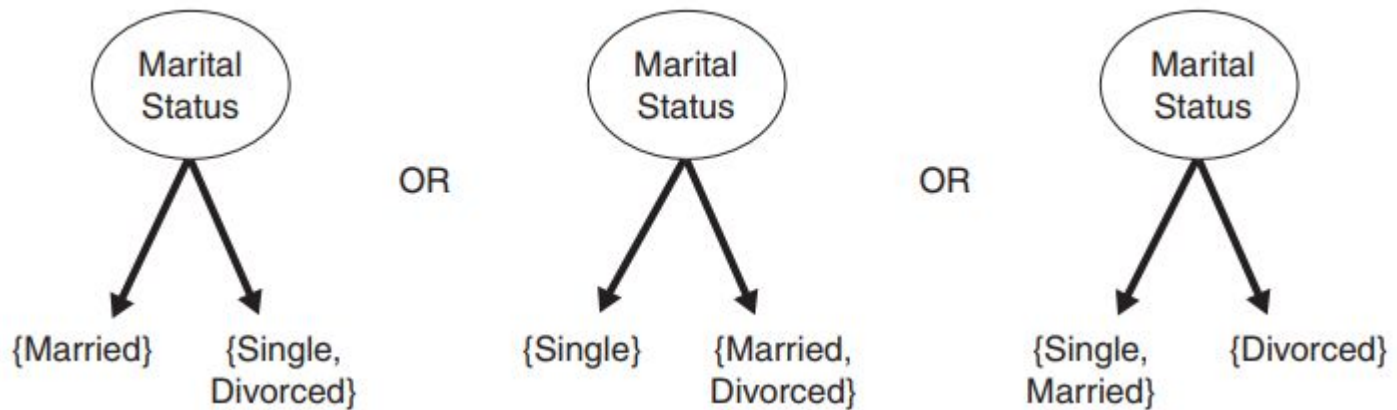 Marital
Status
Marital
Status
Marital
Status
OR
OR
{Married}
{Single,
Divorced}
{Single}
{Married,
Divorced}
{Single,
Married}
{Divorced}